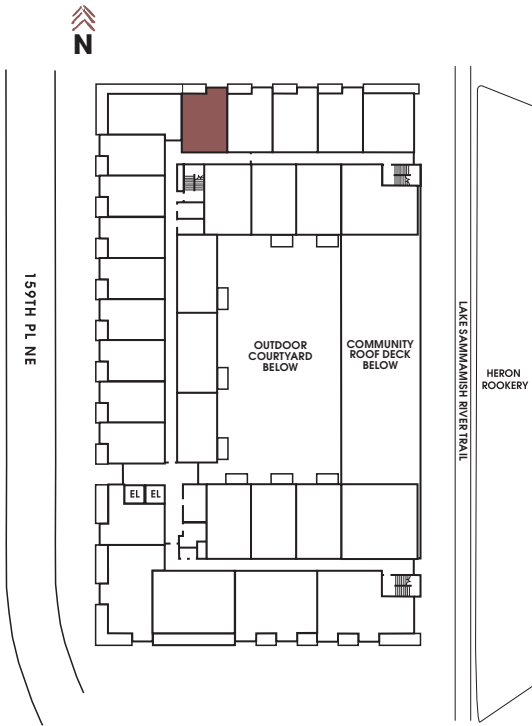 N
159TH PL NE
OUTDOOR
COURTYARD
BELOW
COMMUNITY
ROOF DECK
BELOW
LAKE SAMMAMISH RIVER TRAIL
HERON
ROOKERY
EL EL